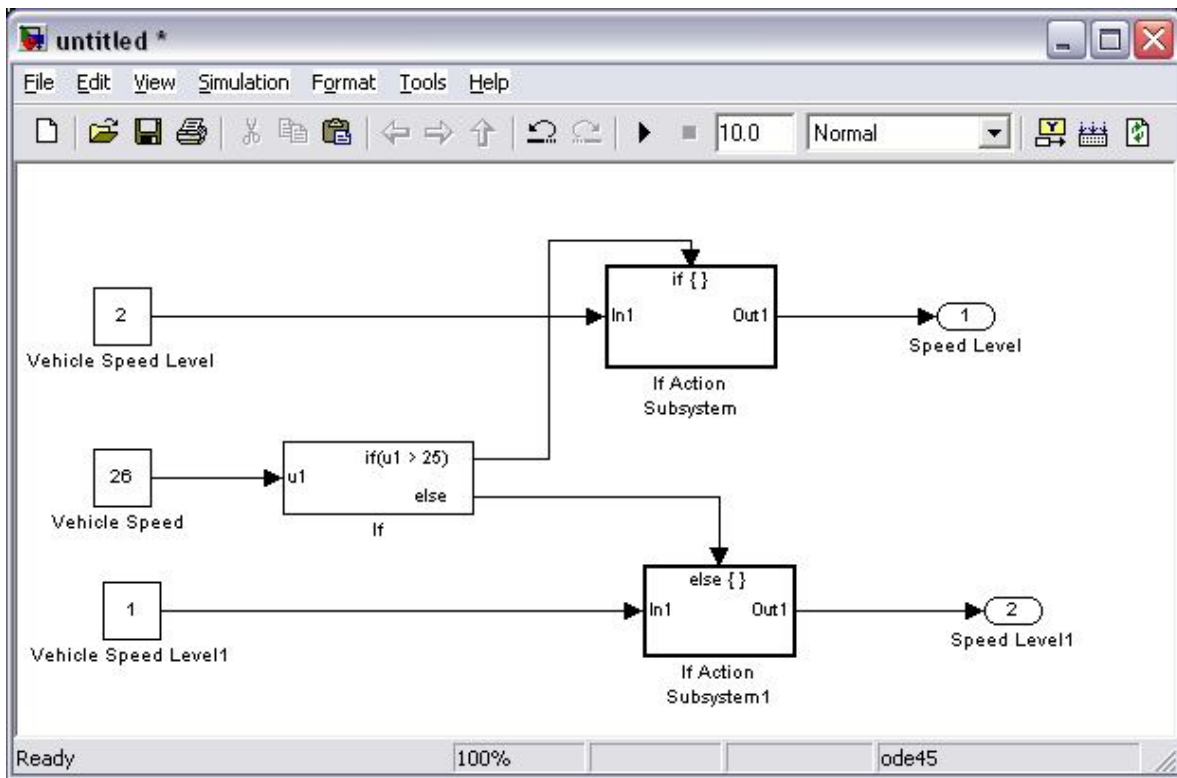 untitled *
File Edit View Simulation Format Tools Help
10.0 Normal
if { }
2 In1 Out1 1
Vehicle Speed Level
Speed Level
If Action
Subsystem
26 u1 if(u1 > 25)
else
Vehicle Speed
If
else { }
1 In1 Out1 2
Vehicle Speed Level1
Speed Level1
If Action
Subsystem1
Ready 100% ode45